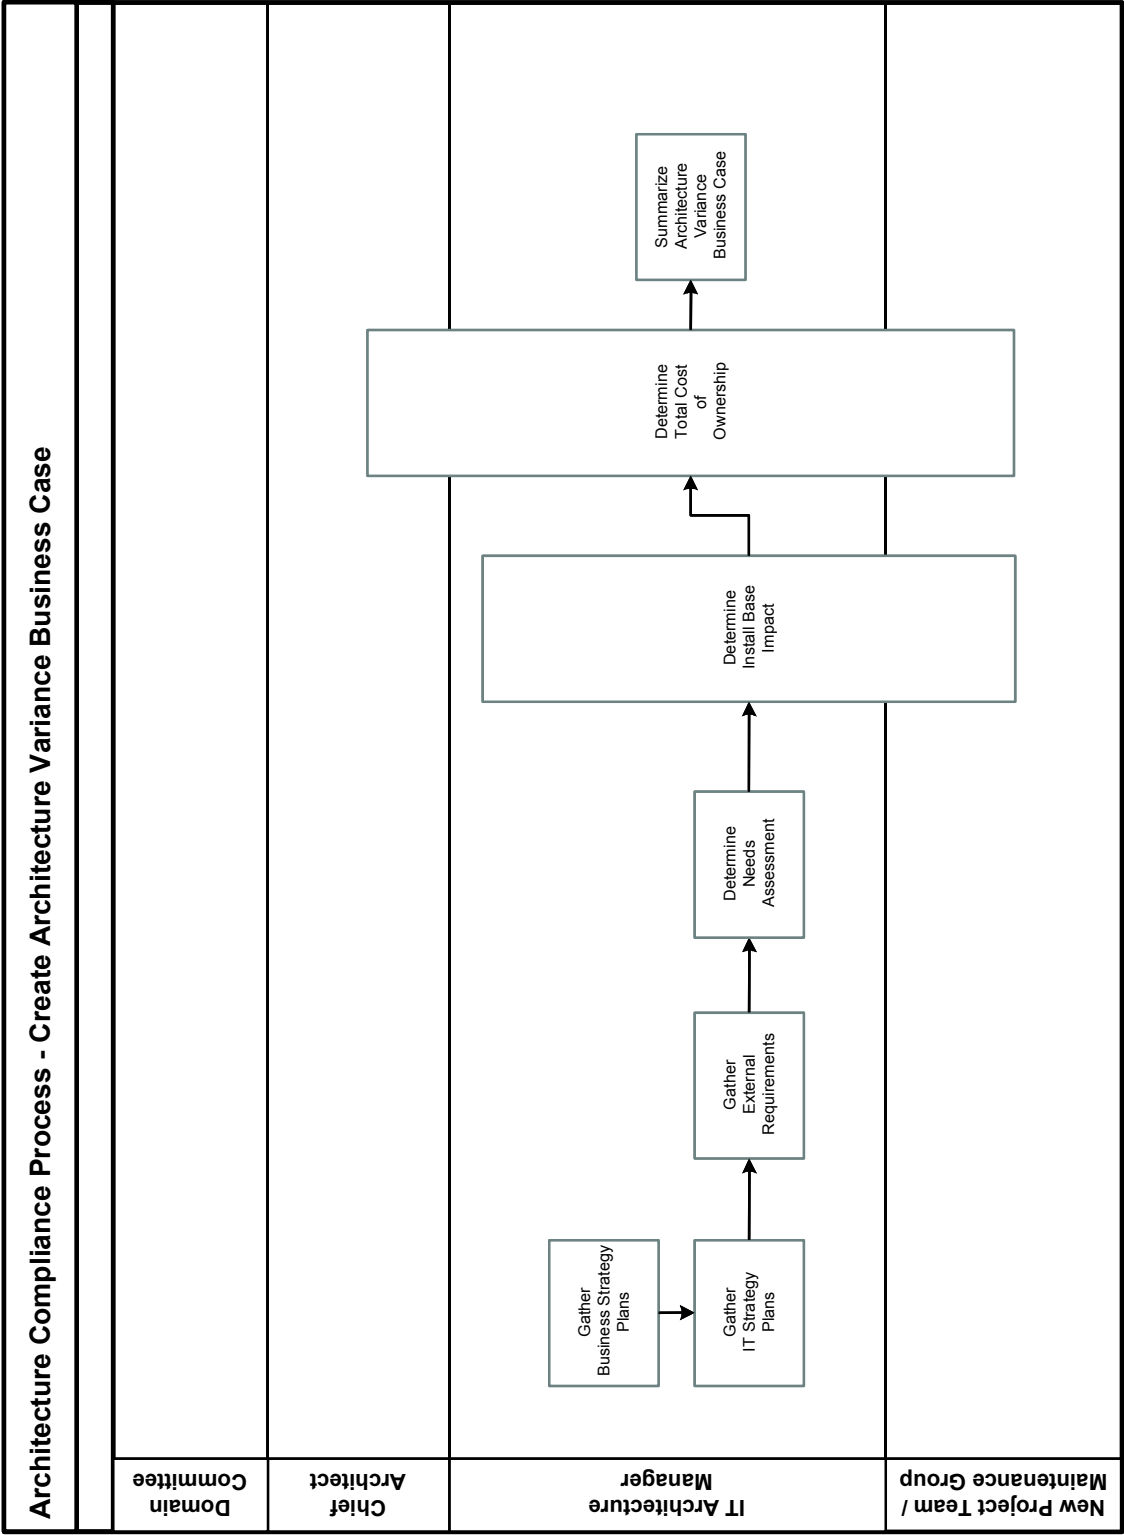 Architecture Compliance Process - Create Architecture Variance Business Case
Domain
Committee
Chief
Architect
IT Architecture
Manager
New Project Team /
Maintenance Group
Gather
Business Strategy
Plans
Gather
IT Strategy
Plans
Gather
External
Requirements
Determine
Needs
Assessment
Determine
Install Base
Impact
Determine
Total Cost
of
Ownership
Summarize
Architecture
Variance
Business Case